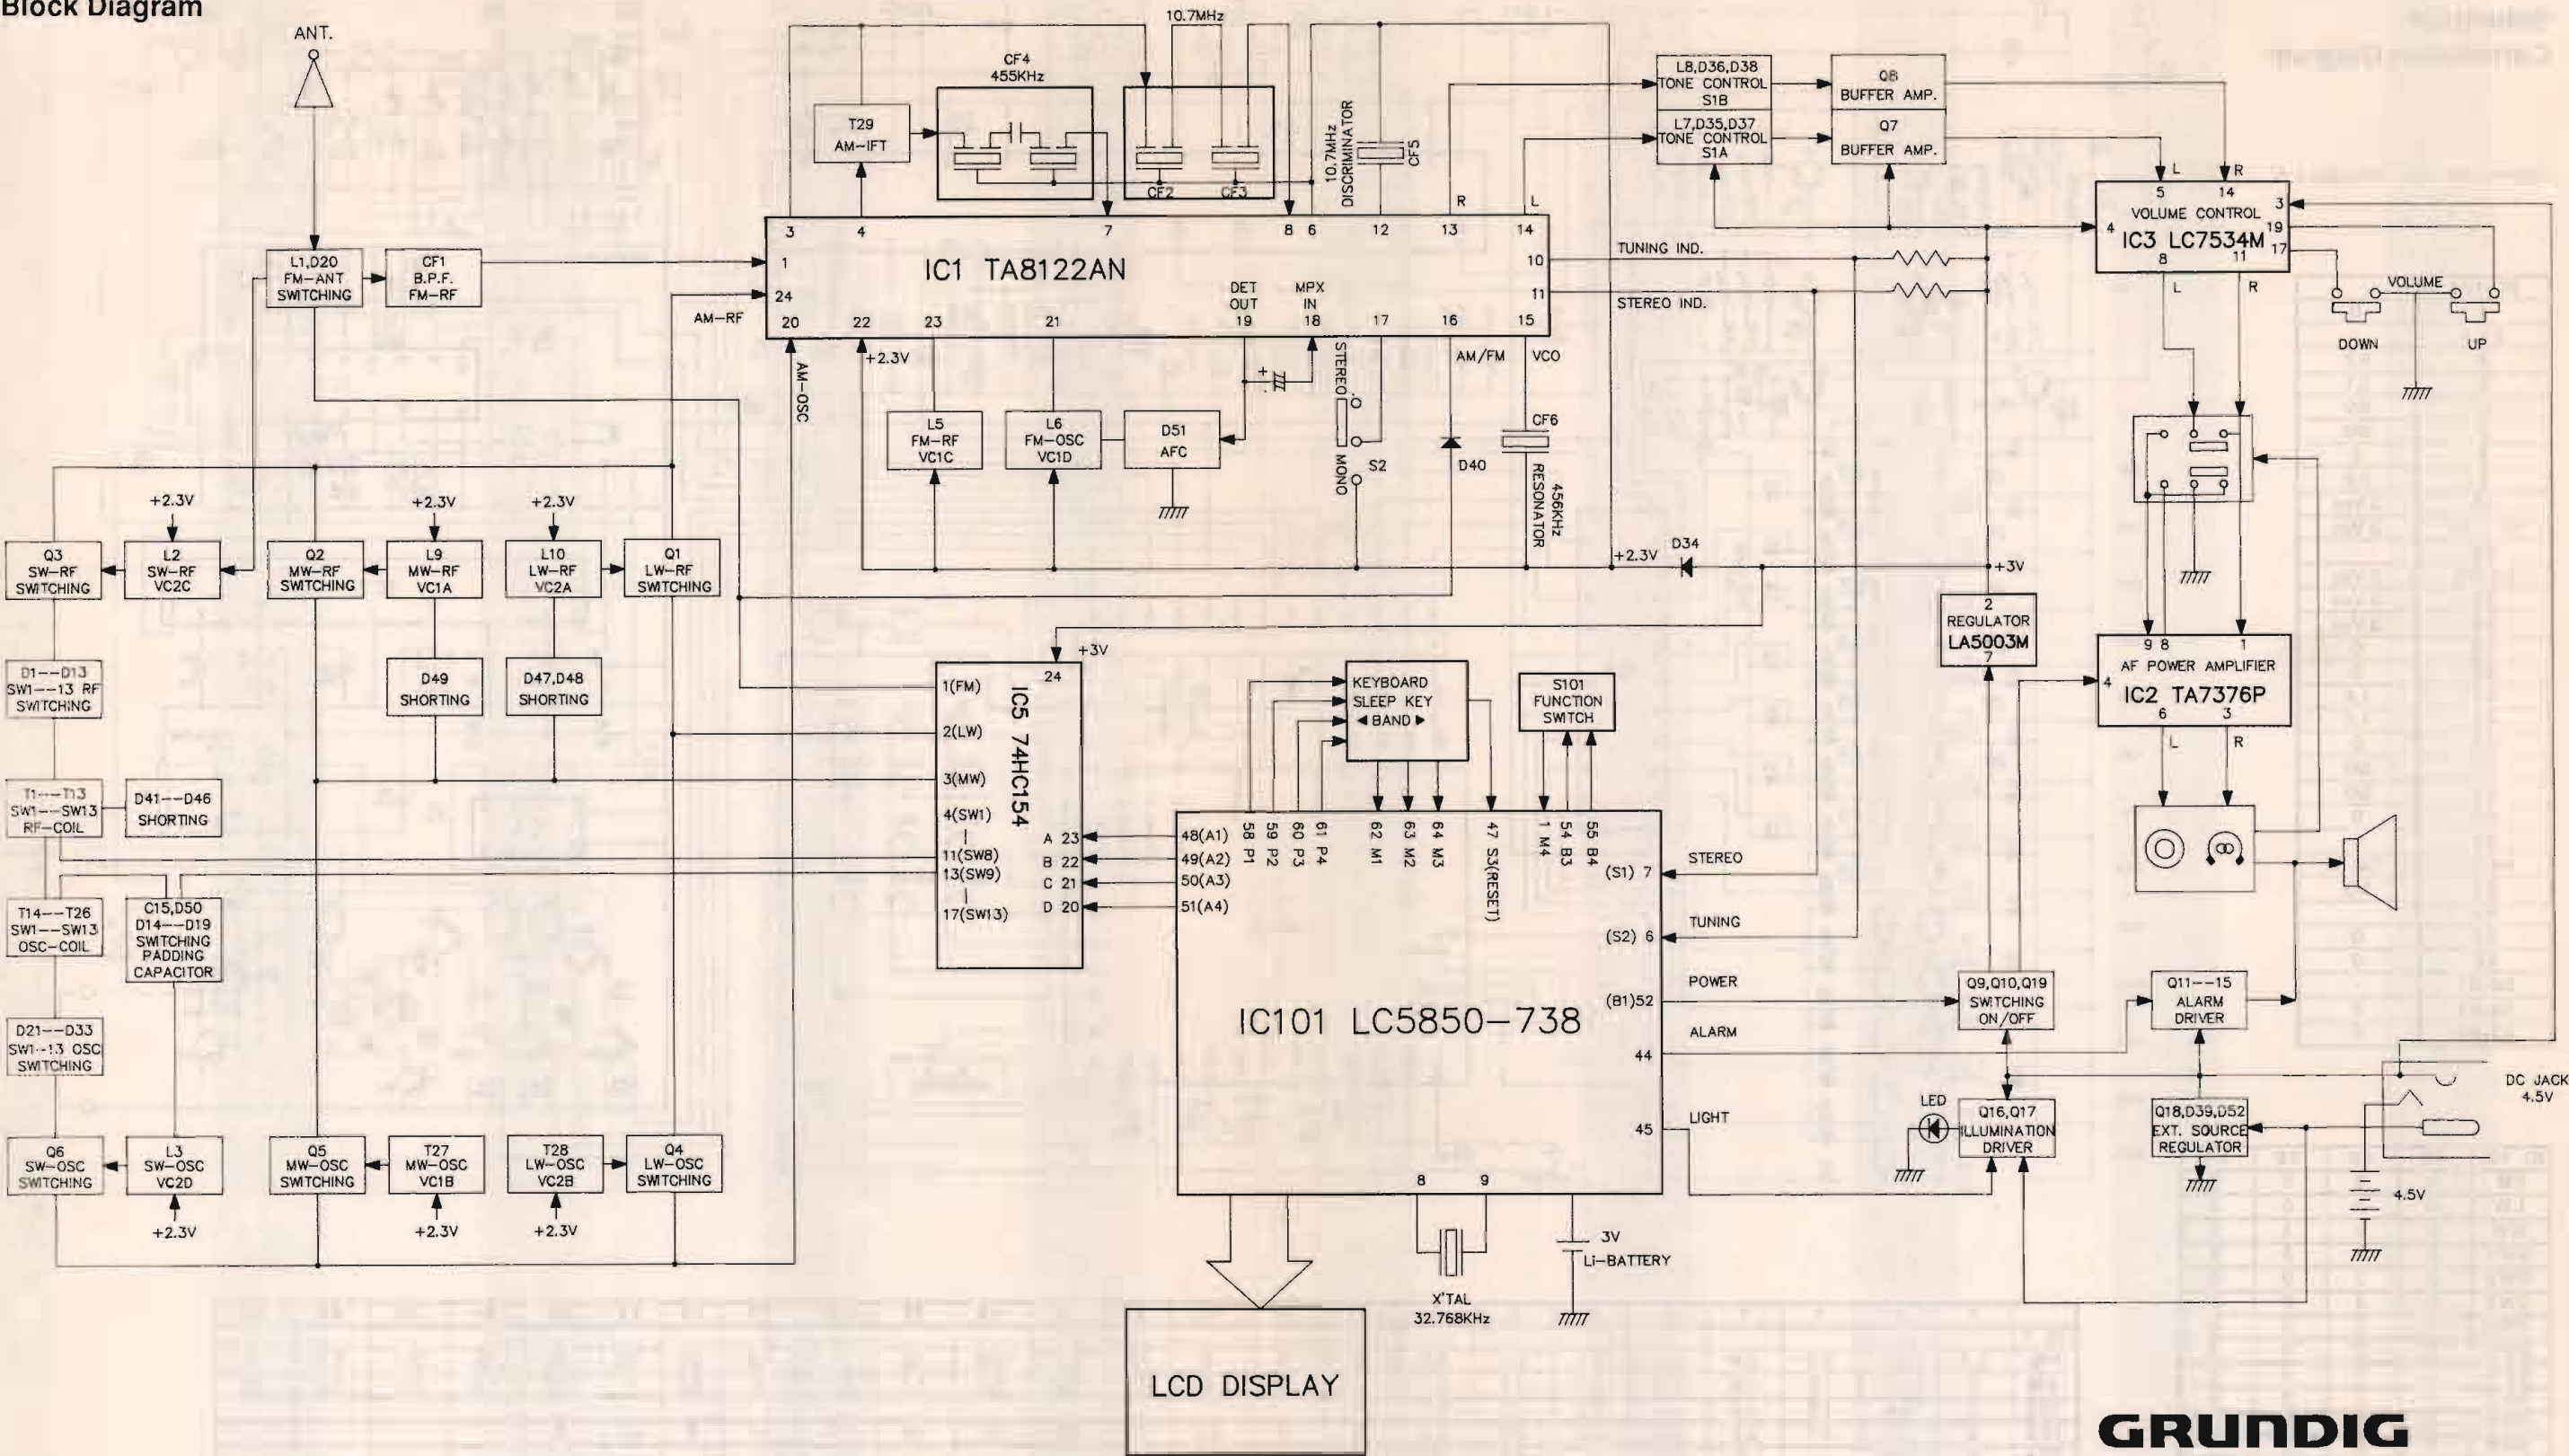 Block Diagram
ANT.
10.7MHz
CF4
455KHz
T29
AM-IFT
CF2
CF3
10.7MHz
DISCRIMINATOR
CF5
L8,D36,D38
TONE CONTROL
S1B
L7,D35,D37
TONE CONTROL
S1A
Q8
BUFFER AMP.
Q7
BUFFER AMP.
L
R
5
14
3
VOLUME CONTROL
19
4
IC3 LC7534M
17
8
11
L
R
VOLUME
DOWN
UP
L1,D20
FM-ANT
SWITCHING
CF1
B.P.F.
FM-RF
AM-RF
R
L
3
4
7
8
6
12
13
14
1
IC1 TA8122AN
10
24
DET
OUT
MPX
IN
11
20
22
23
21
19
18
17
16
15
TUNING IND.
STEREO IND.
+2.3V
AM-OSC
L5
FM-RF
VC1C
L6
FM-OSC
VC1D
D51
AFC
+
STEREO
MONO
S2
AM/FM
D40
VCO
CF6
456KHz
RESONATOR
+2.3V
D34
+3V
+2.3V
+2.3V
+2.3V
Q3
SW-RF
SWITCHING
L2
SW-RF
VC2C
Q2
MW-RF
SWITCHING
L9
MW-RF
VC1A
L10
LW-RF
VC2A
Q1
LW-RF
SWITCHING
2
REGULATOR
LA5003M
7
D1--D13
SW1--13 RF
SWITCHING
D49
SHORTING
D47,D48
SHORTING
+3V
24
1(FM)
2(LW)
3(MW)
4(SW1)
11(SW8)
13(SW9)
17(SW13)
IC5 74HC154
A 23
B 22
C 21
D 20
KEYBOARD
SLEEP KEY
◄ BAND ►
S101
FUNCTION
SWITCH
9 8
1
AF POWER AMPLIFIER
4
IC2 TA7376P
6
3
L
R
T1---T13
SW1--SW13
RF-COIL
D41--D46
SHORTING
48(A1)
49(A2)
50(A3)
51(A4)
58 P1
59 P2
60 P3
61 P4
62 M1
63 M2
64 M3
47 S3(RESET)
1 M4
54 B3
55 B4
(S1) 7
STEREO
(S2) 6
TUNING
(B1)52
POWER
44
ALARM
45
LIGHT
IC101 LC5850-738
8
9
T14--T26
SW1--SW13
OSC-COIL
C15,D50
D14--D19
SWITCHING
PADDING
CAPACITOR
D21--D33
SW1--13 OSC
SWITCHING
Q9,Q10,Q19
SWITCHING
ON/OFF
Q11--15
ALARM
DRIVER
LED
Q16,Q17
ILLUMINATION
DRIVER
Q18,D39,D52
EXT. SOURCE
REGULATOR
DC JACK
4.5V
4.5V
Q6
SW-OSC
SWITCHING
L3
SW-OSC
VC2D
Q5
MW-OSC
SWITCHING
T27
MW-OSC
VC1B
T28
LW-OSC
VC2B
Q4
LW-OSC
SWITCHING
+2.3V
+2.3V
+2.3V
X'TAL
32.768KHz
3V
Li-BATTERY
LCD DISPLAY
GRUNDIG